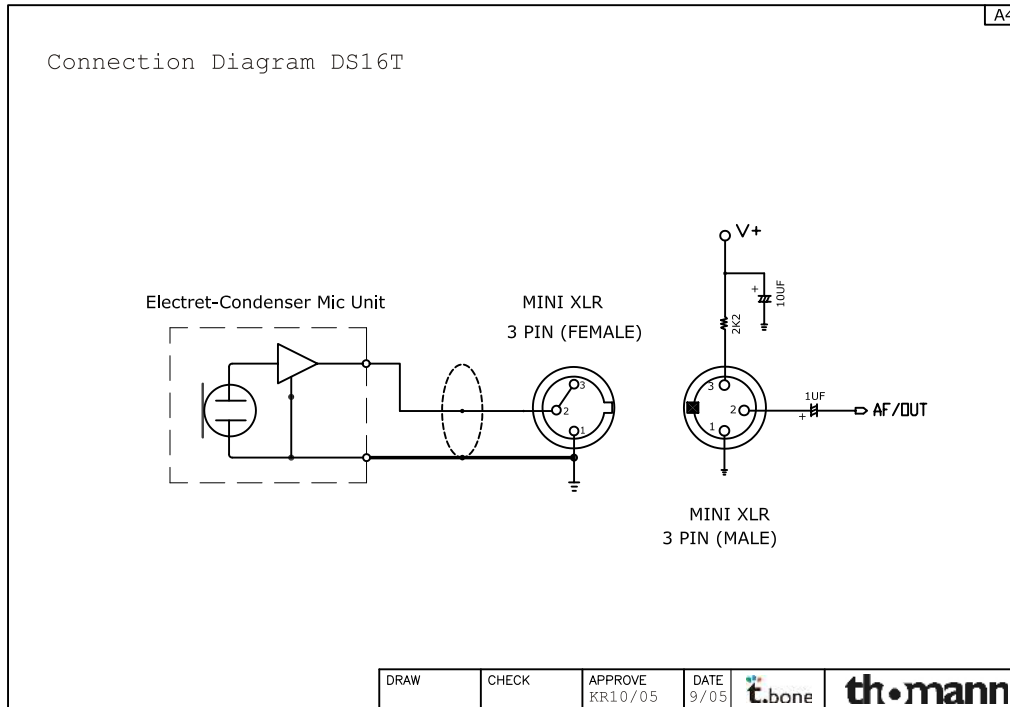 A4
Connection Diagram DS16T
V+
10UF
+
Electret-Condenser Mic Unit
MINI XLR
3 PIN (FEMALE)
2K2
3
2
1
3
2
1
1UF
+
AF/OUT
MINI XLR
3 PIN (MALE)
DRAW
CHECK
APPROVE
KR10/05
DATE
9/05
t.bone
th•mann